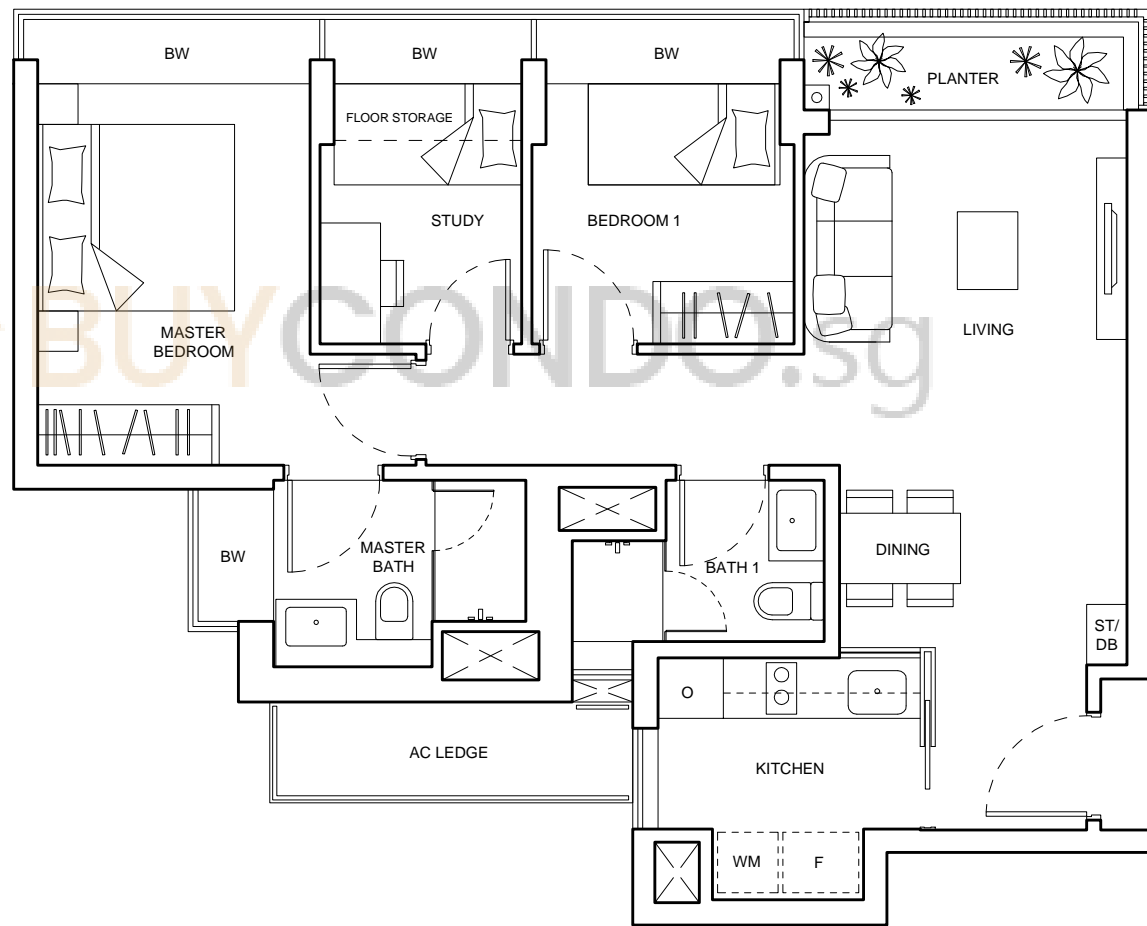 BW
BW
BW
PLANTER
FLOOR STORAGE
STUDY
BEDROOM 1
MASTER
BEDROOM
LIVING
BUYCONDO.sg
BW
MASTER
BATH
BATH 1
DINING
ST/
DB
O
AC LEDGE
KITCHEN
WM
F